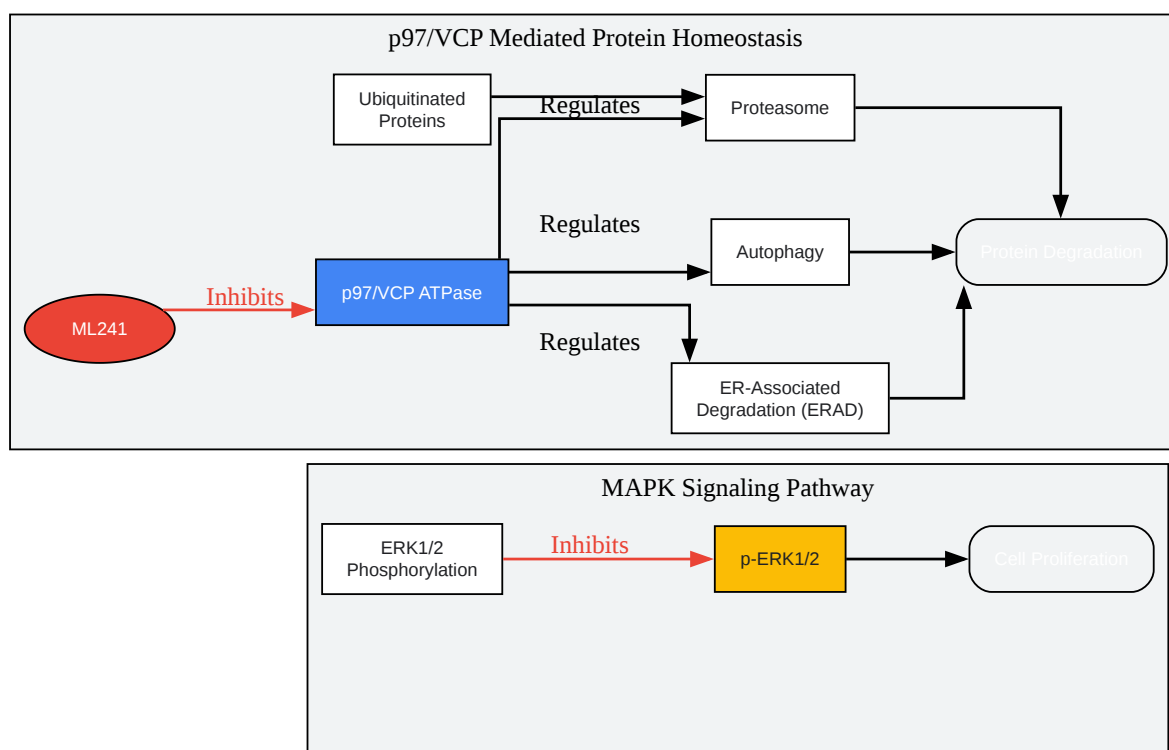 p97/VCP Mediated Protein Homeostasis
Ubiquitinated
Proteins
Regulates
Proteasome
Regulates
Autophagy
Protein Degradation
Inhibits
p97/VCP ATPase
ML241
Regulates
ER-Associated
Degradation (ERAD)
MAPK Signaling Pathway
ERK1/2
Phosphorylation
Inhibits
p-ERK1/2
Cell Proliferation